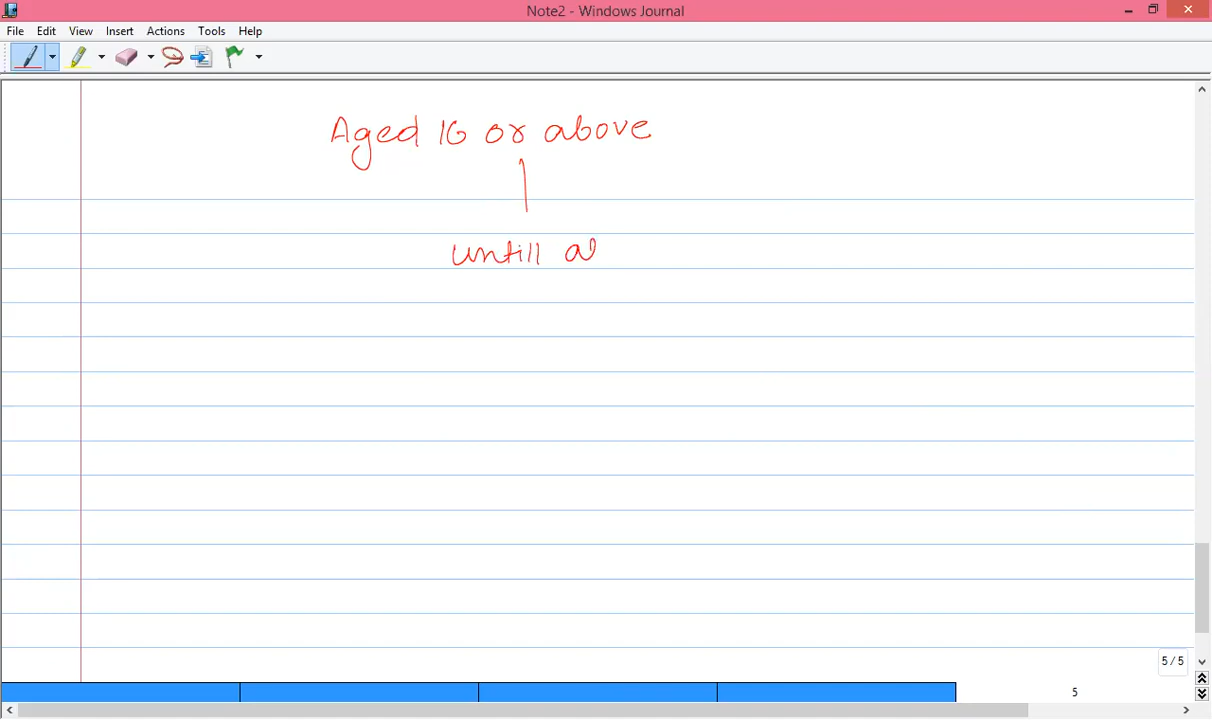 Note2 - Windows Journal
File Edit View Insert Actions Tools Help
Aged 16 or above
untill
5 / 5
5